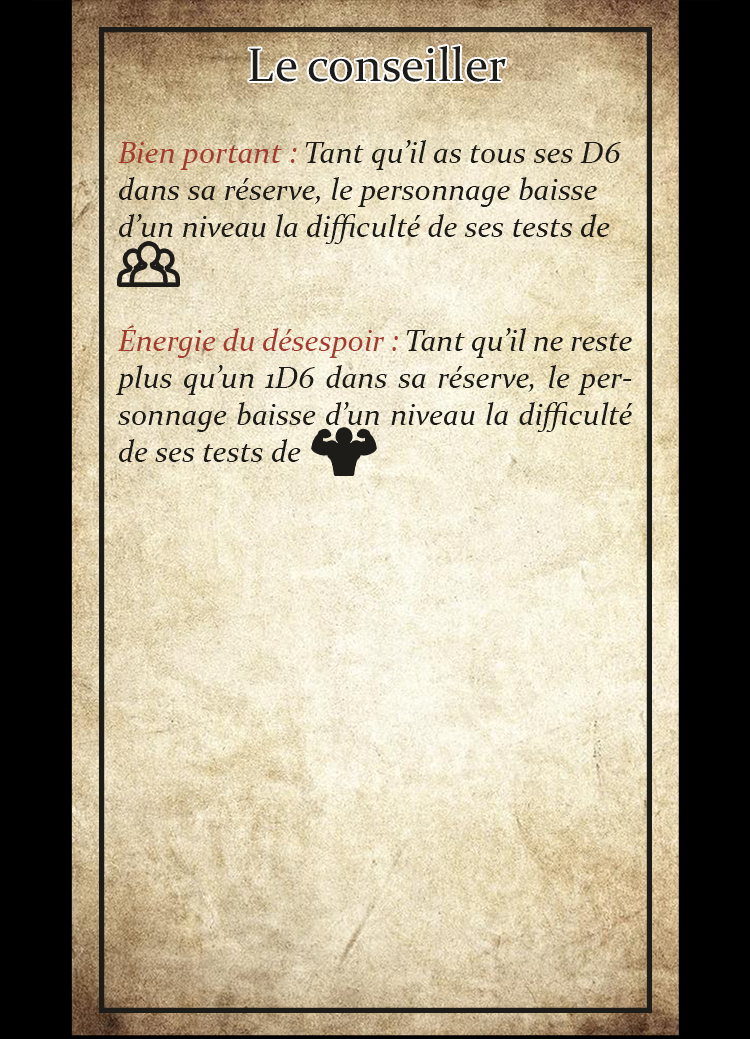 Le conseiller
Bien portant : Tant qu’il as tous ses D6
dans sa réserve, le personnage baisse
d’un niveau la difficulté de ses tests de
Énergie du désespoir : Tant qu’il ne reste
plus qu’un 1D6 dans sa réserve, le per-
sonnage baisse d’un niveau la difficulté
de ses tests de